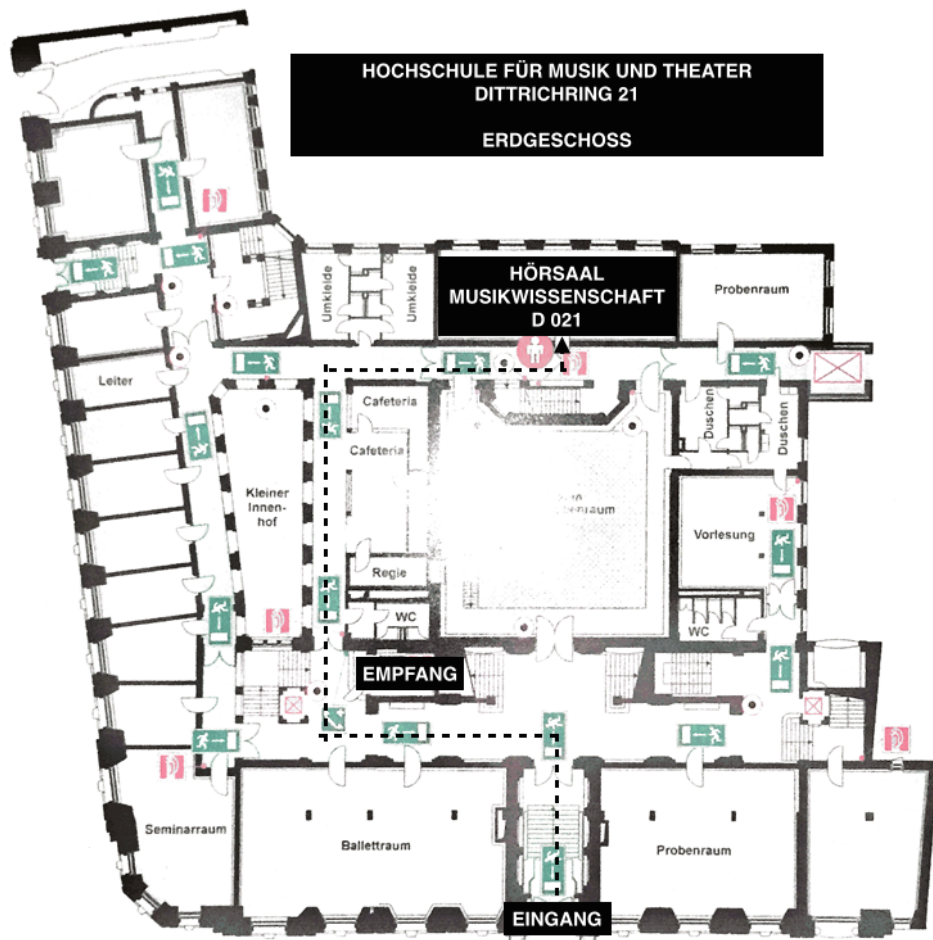 HOCHSCHULE FÜR MUSIK UND THEATER
DITTRICHRING 21
ERDGESCHOSS
HÖRSAAL
MUSIKWISSENSCHAFT
D 021
Umkleide
Umkleide
Probenraum
Leiter
Cafeteria
Cafeteria
Duschen
Duschen
Kleiner
Innen-
hof
Vorlesung
Regie
WC
WC
EMPFANG
Seminarraum
Ballettraum
Probenraum
EINGANG